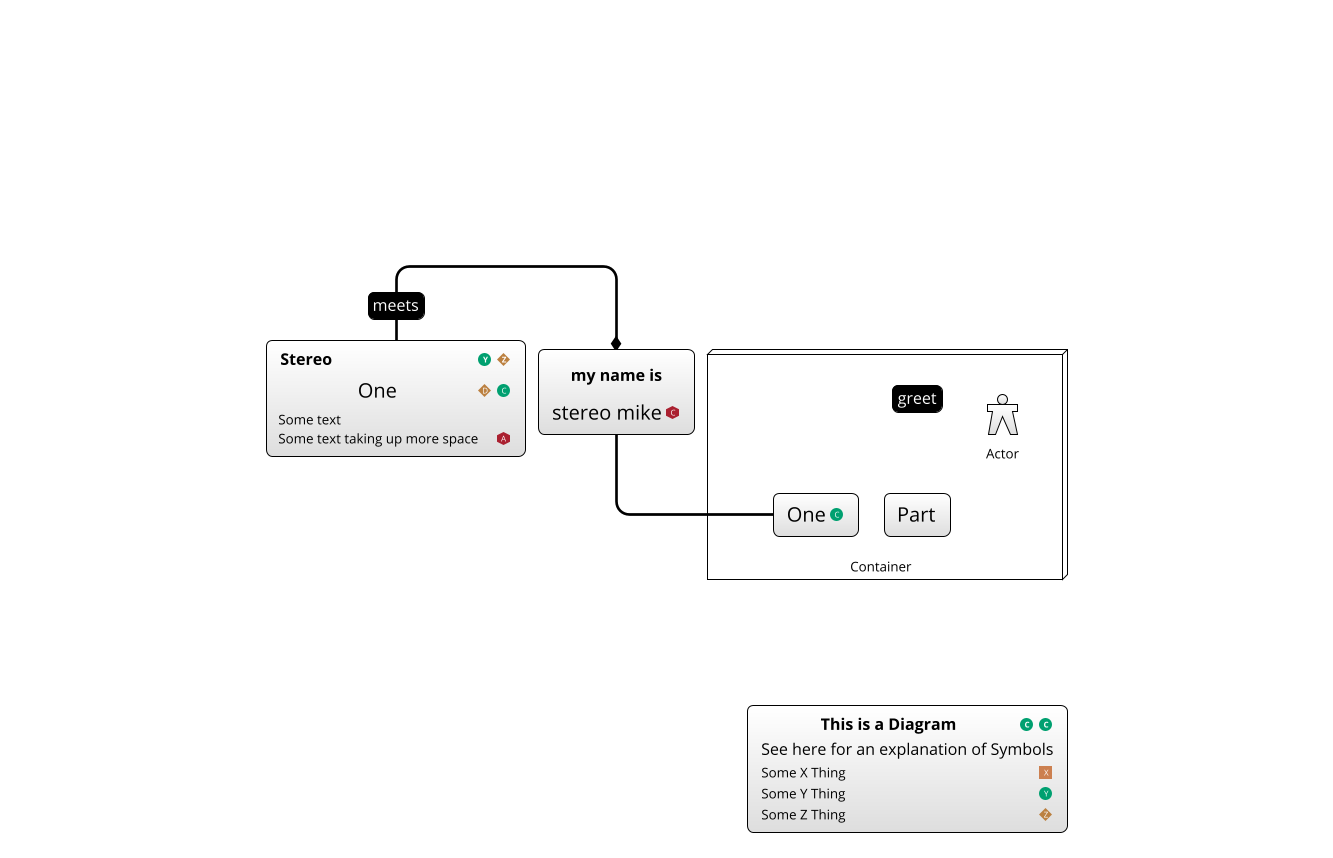 meets
Stereo Y Z
One D C
Some text
Some text taking up more space A
my name is
stereo mike C
greet
Actor
One C
Part
Container
This is a Diagram C C
See here for an explanation of Symbols
Some X Thing X
Some Y Thing Y
Some Z Thing Z